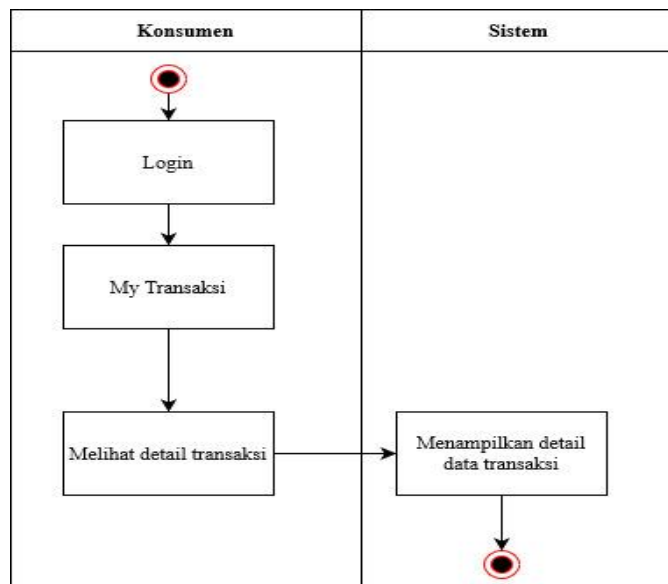 Konsumen
Sistem
Login
My Transaksi
Melihat detail transaksi
Menampilkan detail
data transaksi